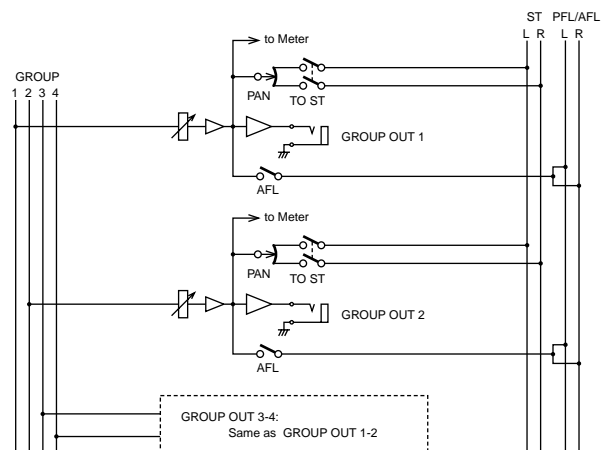 ST PFL/AFL
L R L R
to Meter
GROUP
1 2 3 4
PAN TO ST
GROUP OUT 1
AFL
to Meter
PAN TO ST
GROUP OUT 2
AFL
GROUP OUT 3-4:
Same as GROUP OUT 1-2